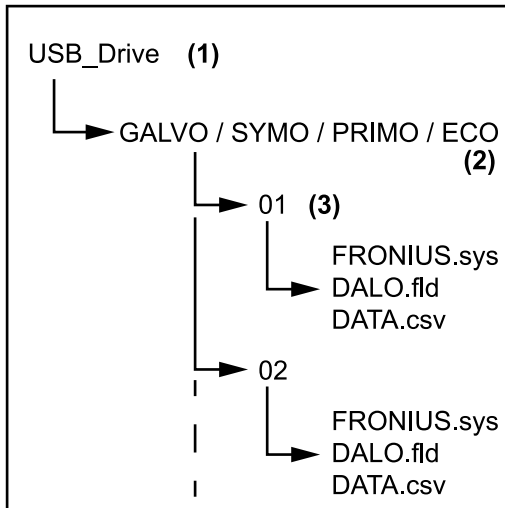 USB_Drive (1)
GALVO / SYMO / PRIMO / ECO
(2)
01 (3)
FRONIUS.sys
DALO.fld
DATA.csv
02
FRONIUS.sys
DALO.fld
DATA.csv